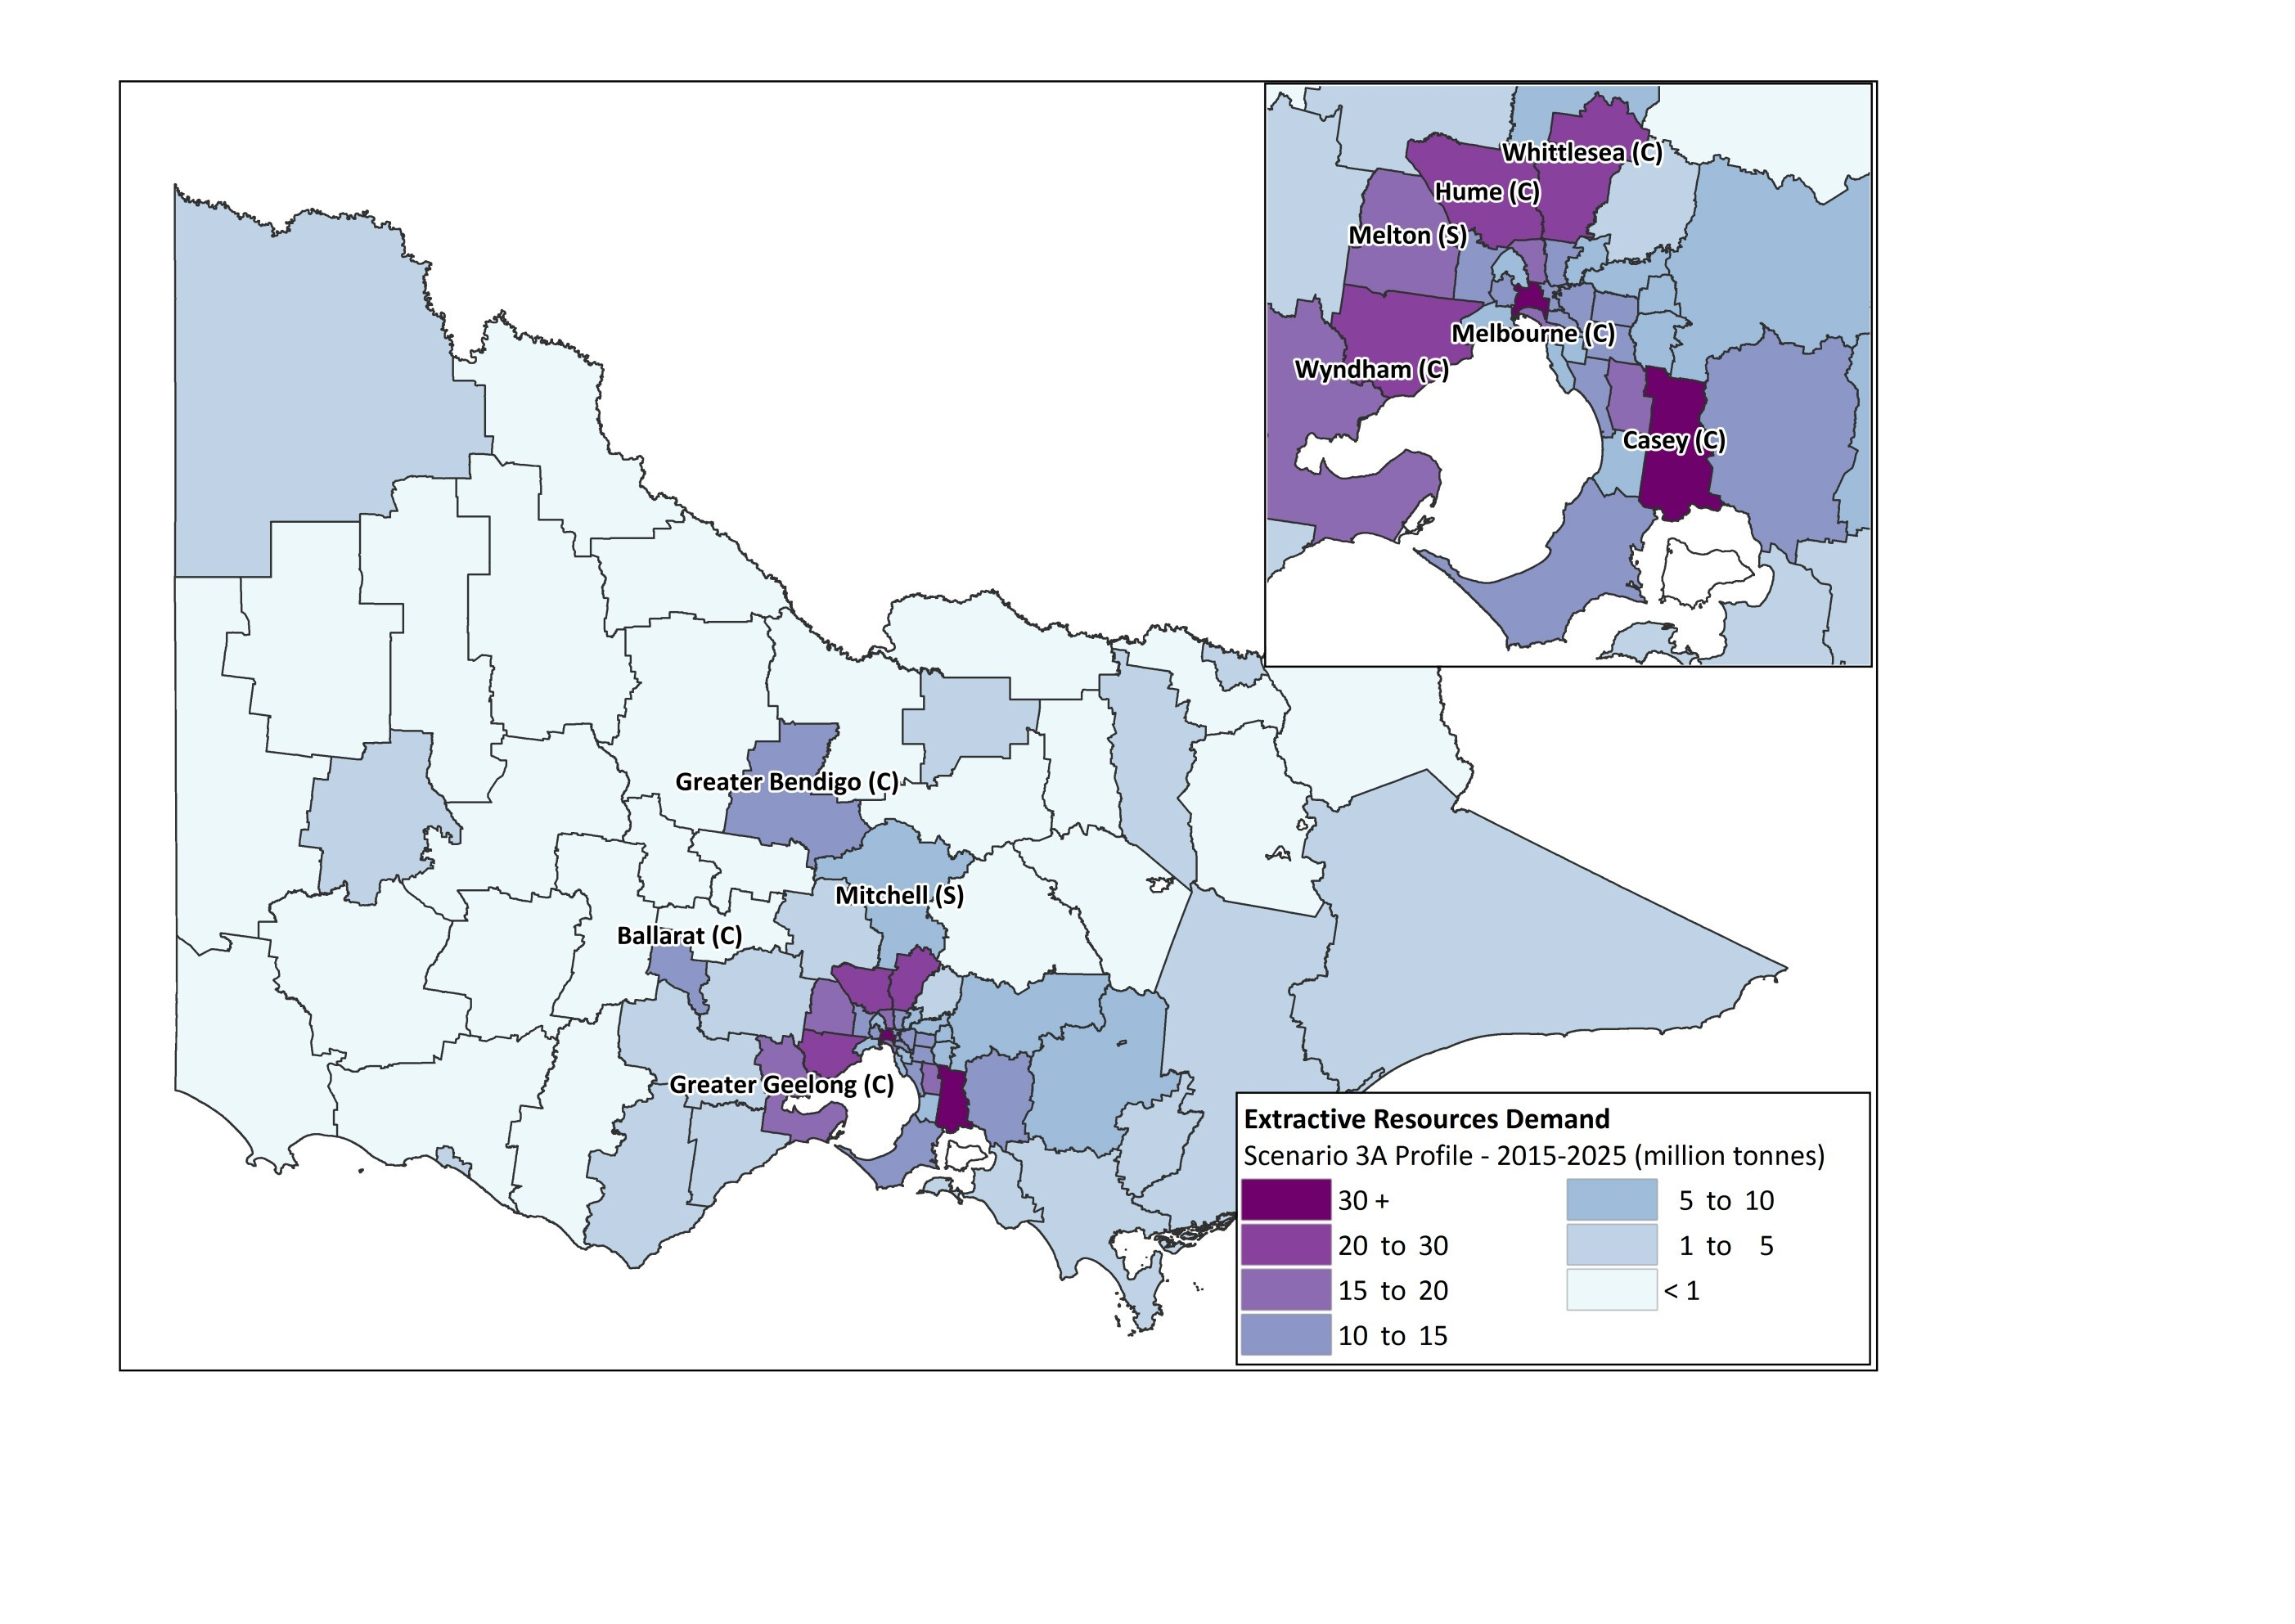 Whittlesea (C)
Hume (C)
Melton (S)
Melbourne (C)
Wyndham (C)
Casey (C)
Greater Bendigo (C)
Mitchell (S)
Ballarat (C)
Greater Geelong (C)
Extractive Resources Demand
Scenario 3A Profile - 2015-2025 (million tonnes)
30 +
20 to 30
15 to 20
10 to 15
5 to 10
1 to 5
< 1